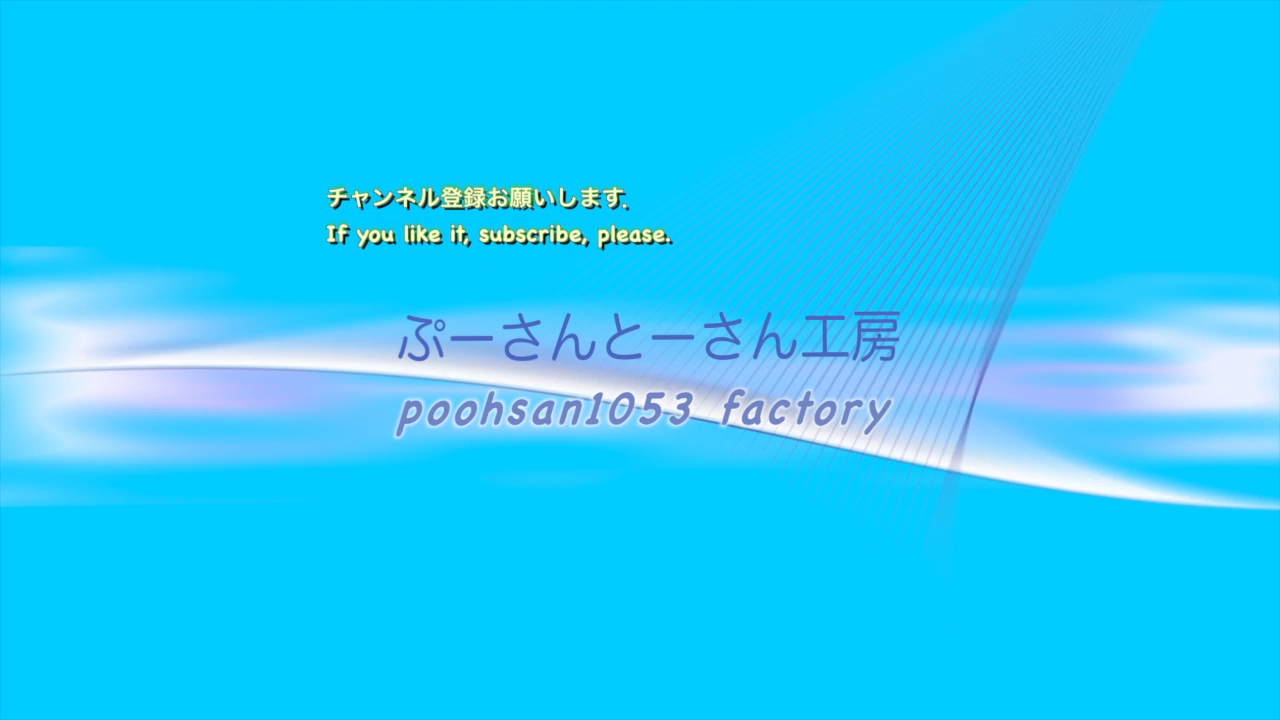 チャンネル登録お願いします.
If you like it, subscribe, please.
ぷーさんとーさん工房
poohsan1053 factory